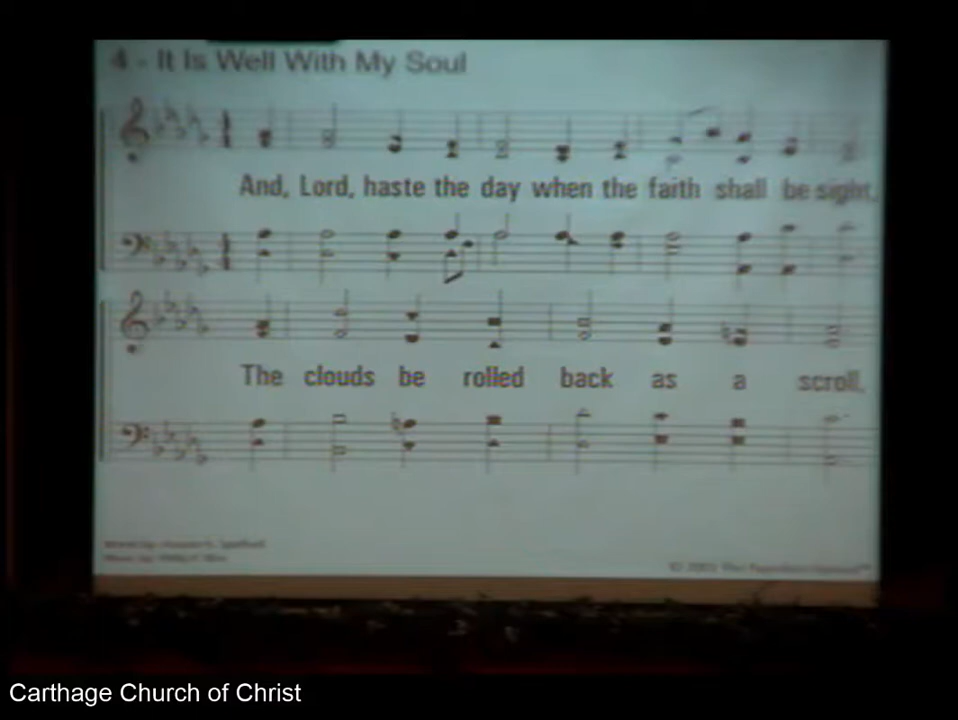 4 - It Is Well With My Soul
And, Lord, haste the day when the faith shall be sight,
The clouds be rolled back as a scroll,
Carthage Church of Christ